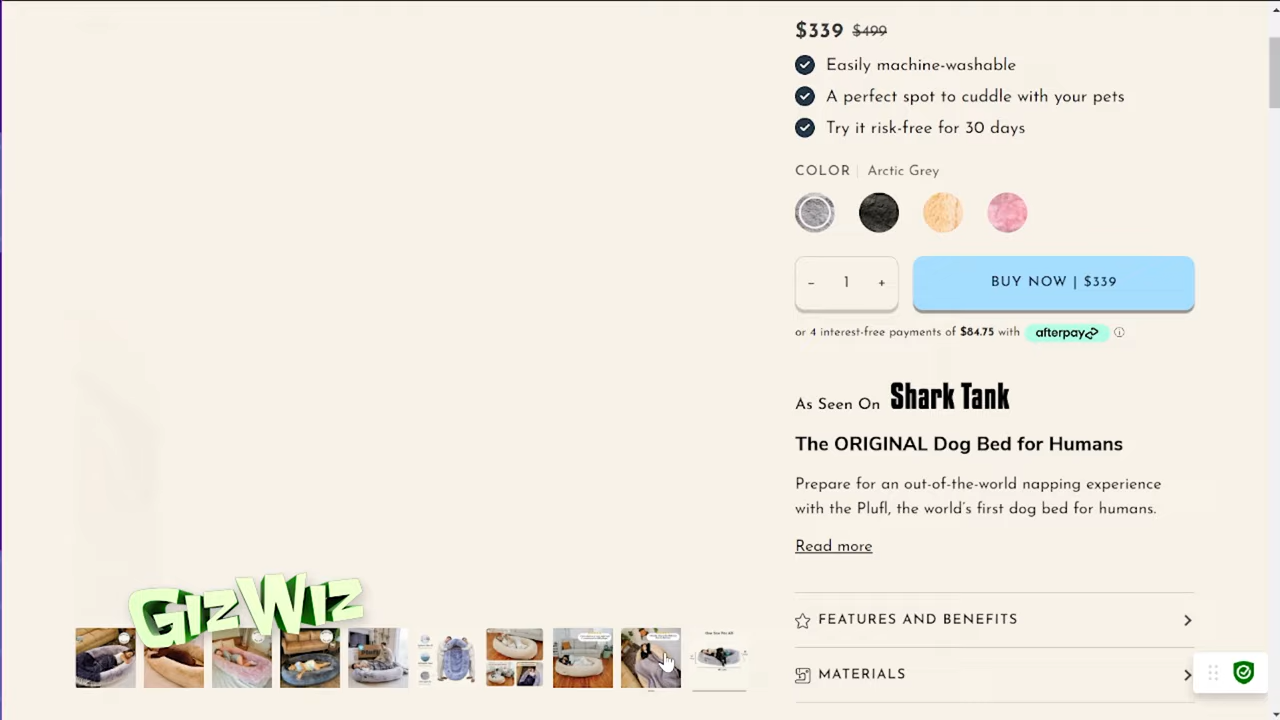 $339 $499
Easily machine-washable
A perfect spot to cuddle with your pets
Try it risk-free for 30 days
COLOR | Arctic Grey
- 1 +
BUY NOW | $339
or 4 interest-free payments of $84.75 with afterpay
As Seen On Shark Tank
The ORIGINAL Dog Bed for Humans
Prepare for an out-of-the-world napping experience
with the Plufl, the world's first dog bed for humans.
Read more
FEATURES AND BENEFITS
MATERIALS
GIZWIZ